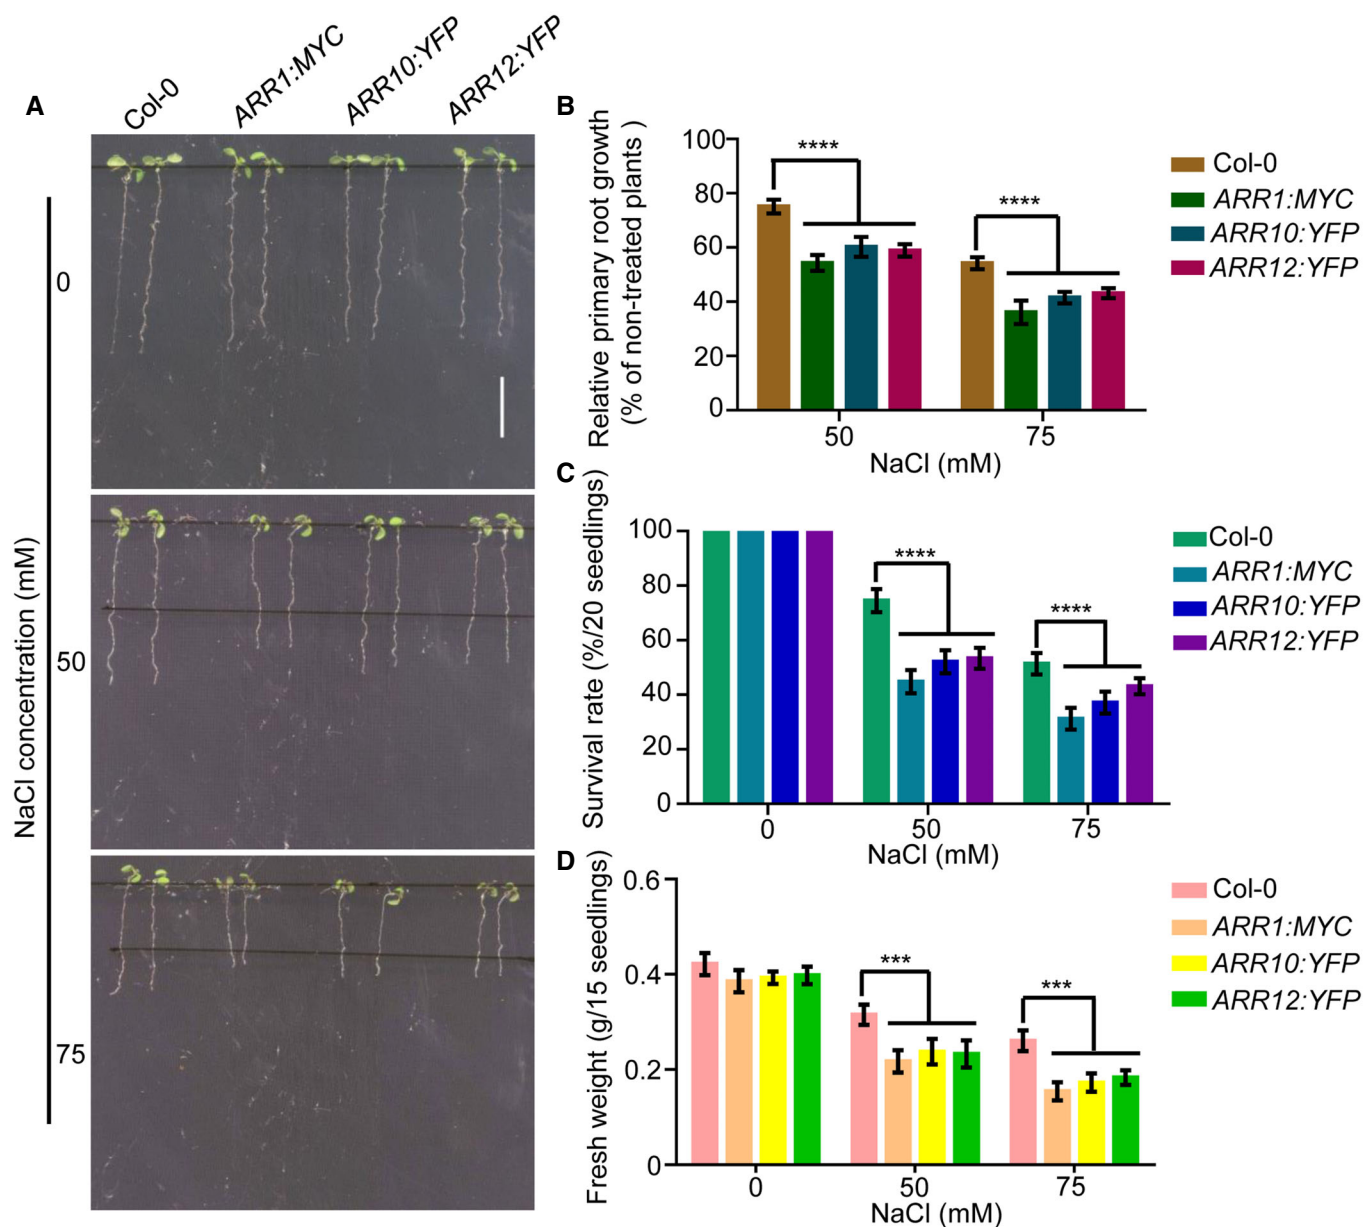 A
Col-0
ARR1:MYC
ARR10:YFP
ARR12:YFP
NaCl concentration (mM)
0
50
75
B
Relative primary root growth
(% of non-treated plants )
100
80
60
40
20
0
****
****
50
75
NaCl (mM)
Col-0
ARR1:MYC
ARR10:YFP
ARR12:YFP
C
Survival rate (%/20 seedlings)
100
80
60
40
20
0
****
****
0
50
75
NaCl (mM)
Col-0
ARR1:MYC
ARR10:YFP
ARR12:YFP
D
Fresh weight (g/15 seedlings)
0.6
0.4
0.2
0
***
***
0
50
75
NaCl (mM)
Col-0
ARR1:MYC
ARR10:YFP
ARR12:YFP